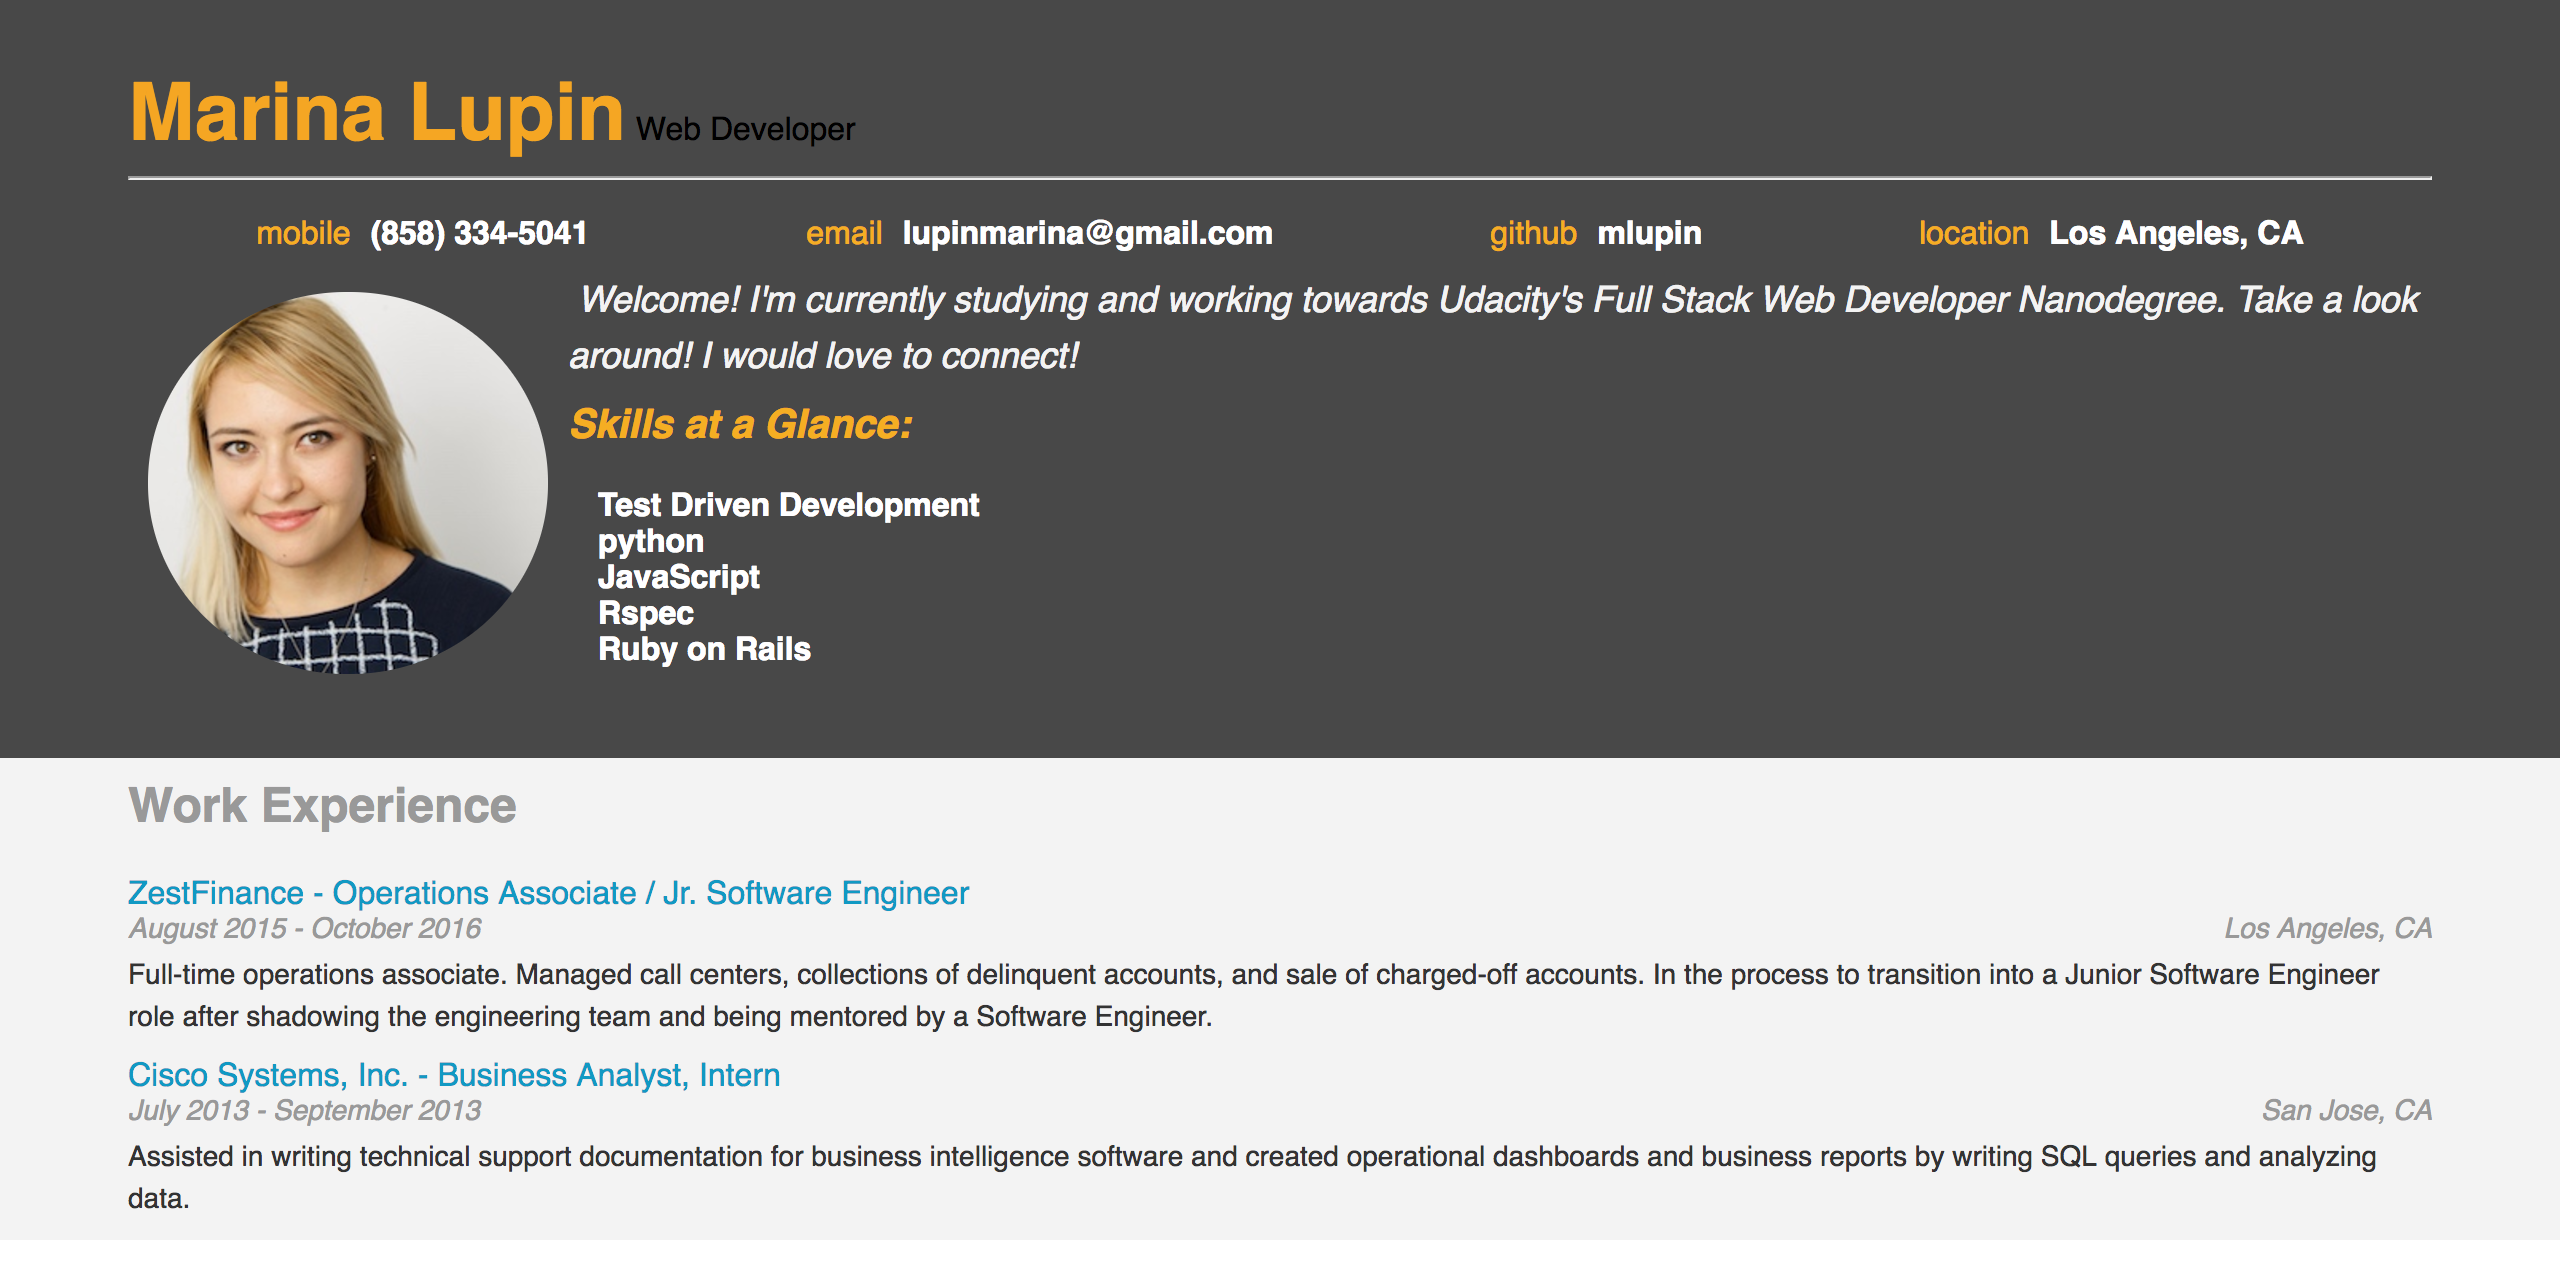 Marina Lupin Web Developer
mobile (858) 334-5041 email lupinmarina@gmail.com github mlupin location Los Angeles, CA
Welcome! I'm currently studying and working towards Udacity's Full Stack Web Developer Nanodegree. Take a look
around! I would love to connect!
Skills at a Glance:
Test Driven Development
python
JavaScript
Rspec
Ruby on Rails
Work Experience
ZestFinance - Operations Associate / Jr. Software Engineer
August 2015 - October 2016 Los Angeles, CA
Full-time operations associate. Managed call centers, collections of delinquent accounts, and sale of charged-off accounts. In the process to transition into a Junior Software Engineer
role after shadowing the engineering team and being mentored by a Software Engineer.
Cisco Systems, Inc. - Business Analyst, Intern
July 2013 - September 2013 San Jose, CA
Assisted in writing technical support documentation for business intelligence software and created operational dashboards and business reports by writing SQL queries and analyzing
data.